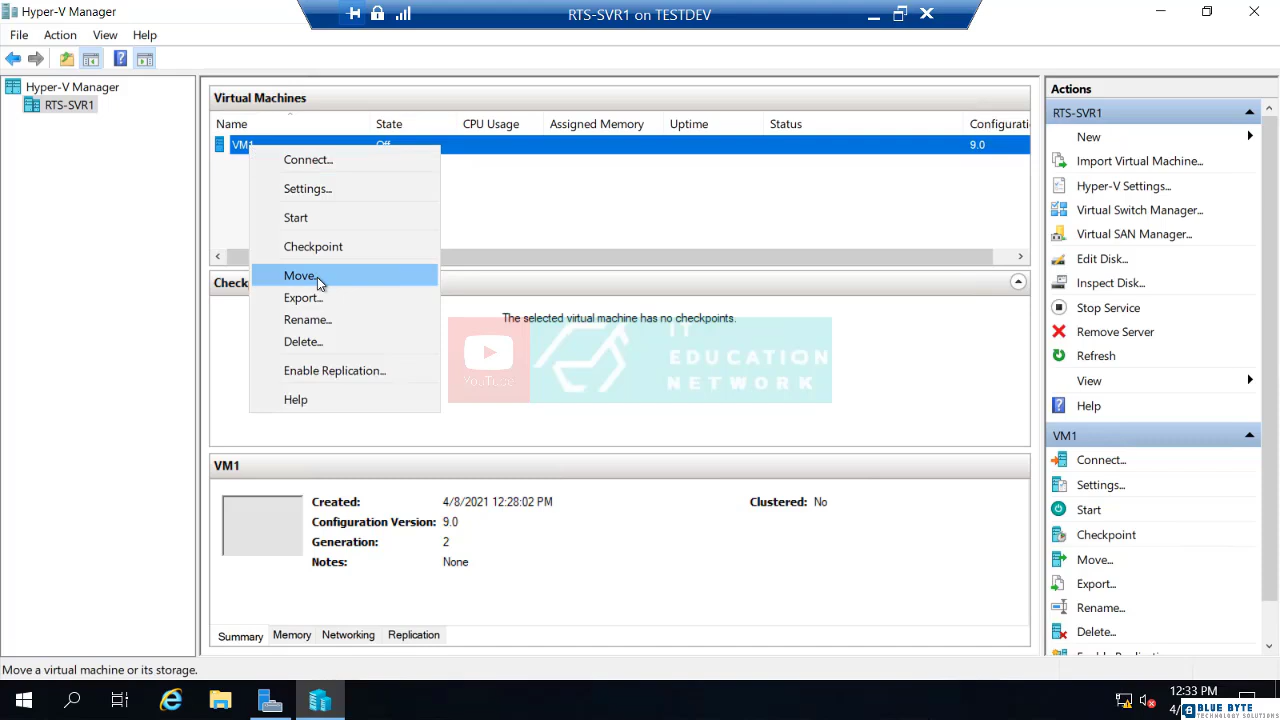 Hyper-V Manager
RTS-SVR1 on TESTDEV
File Action View Help
Hyper-V Manager
RTS-SVR1
Virtual Machines
Name State CPU Usage Assigned Memory Uptime Status Configurati
VM1 Off 9.0
Connect...
Settings...
Start
Checkpoint
Move...
Export...
Rename...
Delete...
Enable Replication...
Help
Check
The selected virtual machine has no checkpoints.
YouTube
IT
EDUCATION
NETWORK
VM1
Created: 4/8/2021 12:28:02 PM
Clustered: No
Configuration Version: 9.0
Generation: 2
Notes: None
Summary Memory Networking Replication
Actions
RTS-SVR1
New
Import Virtual Machine...
Hyper-V Settings...
Virtual Switch Manager...
Virtual SAN Manager...
Edit Disk...
Inspect Disk...
Stop Service
Remove Server
Refresh
View
Help
VM1
Connect...
Settings...
Start
Checkpoint
Move...
Export...
Rename...
Delete...
Move a virtual machine or its storage.
12:33 PM
BLUE BYTE
TECHNOLOGY SOLUTIONS